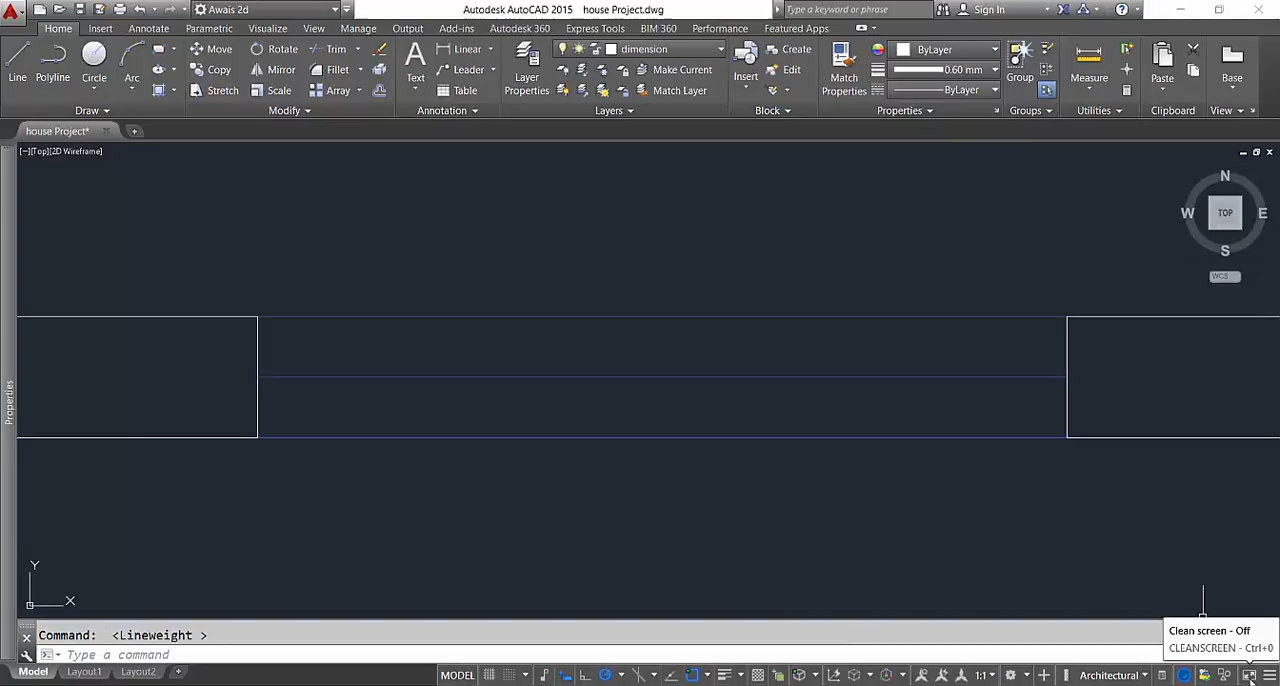 Awais 2d
Autodesk AutoCAD 2015 house Project.dwg
Type a keyword or phrase
Sign In
Home Insert Annotate Parametric Visualize View Manage Output Add-ins Autodesk 360 Express Tools BIM 360 Performance Featured Apps
Line Polyline Circle Arc
Move Rotate Trim
Copy Mirror Fillet
Stretch Scale Array
Text
Linear
Leader
Table
Layer
Properties
dimension
Make Current
Match Layer
Insert
Create
Edit
Match
Properties
ByLayer
0.60 mm
ByLayer
Group
Measure
Paste
Base
Draw Modify Annotation Layers Block Properties Groups Utilities Clipboard View
house Project*
[−][Top][2D Wireframe]
N
W TOP E
S
WCS
Properties
Y
X
Command: <Lineweight >
Type a command
Clean screen - Off
CLEANSCREEN - Ctrl+0
Model Layout1 Layout2 +
MODEL 1:1 Architectural